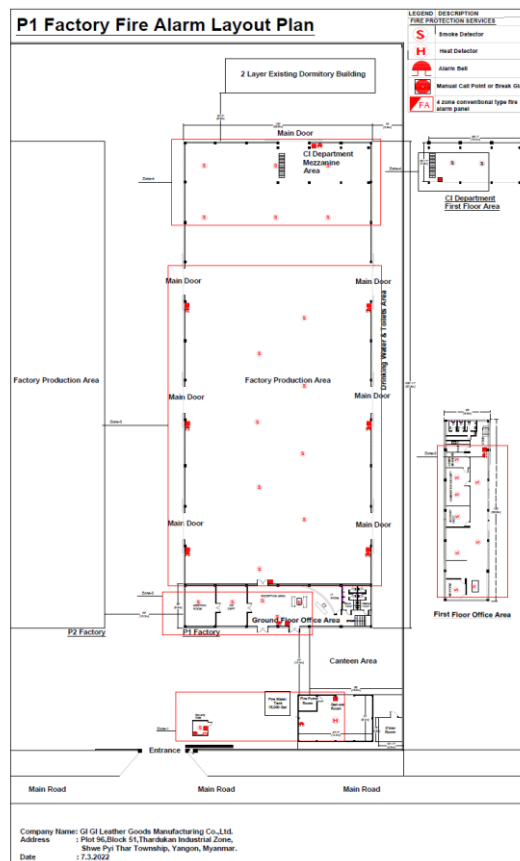 P1 Factory Fire Alarm Layout Plan
LEGEND DESCRIPTION
FIRE PROTECTION SERVICES
S Smoke Detector
H Heat Detector
Alarm Bell
Manual Call Point or Break Gl
FA 4 zone conventional type fire
alarm panel
2 Layer Existing Dormitory Building
Main Door
CI Department
Mezzanine
Area
CI Department
First Floor Area
Main Door
Main Door
Drinking Water & Toilets Area
Factory Production Area
Factory Production Area
Main Door
Main Door
Main Door
Main Door
Ground Floor Office Area
First Floor Office Area
P2 Factory
P1 Factory
Canteen Area
Entrance
Main Road
Main Road
Main Road
Company Name: GI GI Leather Goods Manufacturing Co.,Ltd.
Address : Plot 96,Block 51,Thardukan Industrial Zone,
Shwe Pyi Thar Township, Yangon, Myanmar.
Date : 7.3.2022